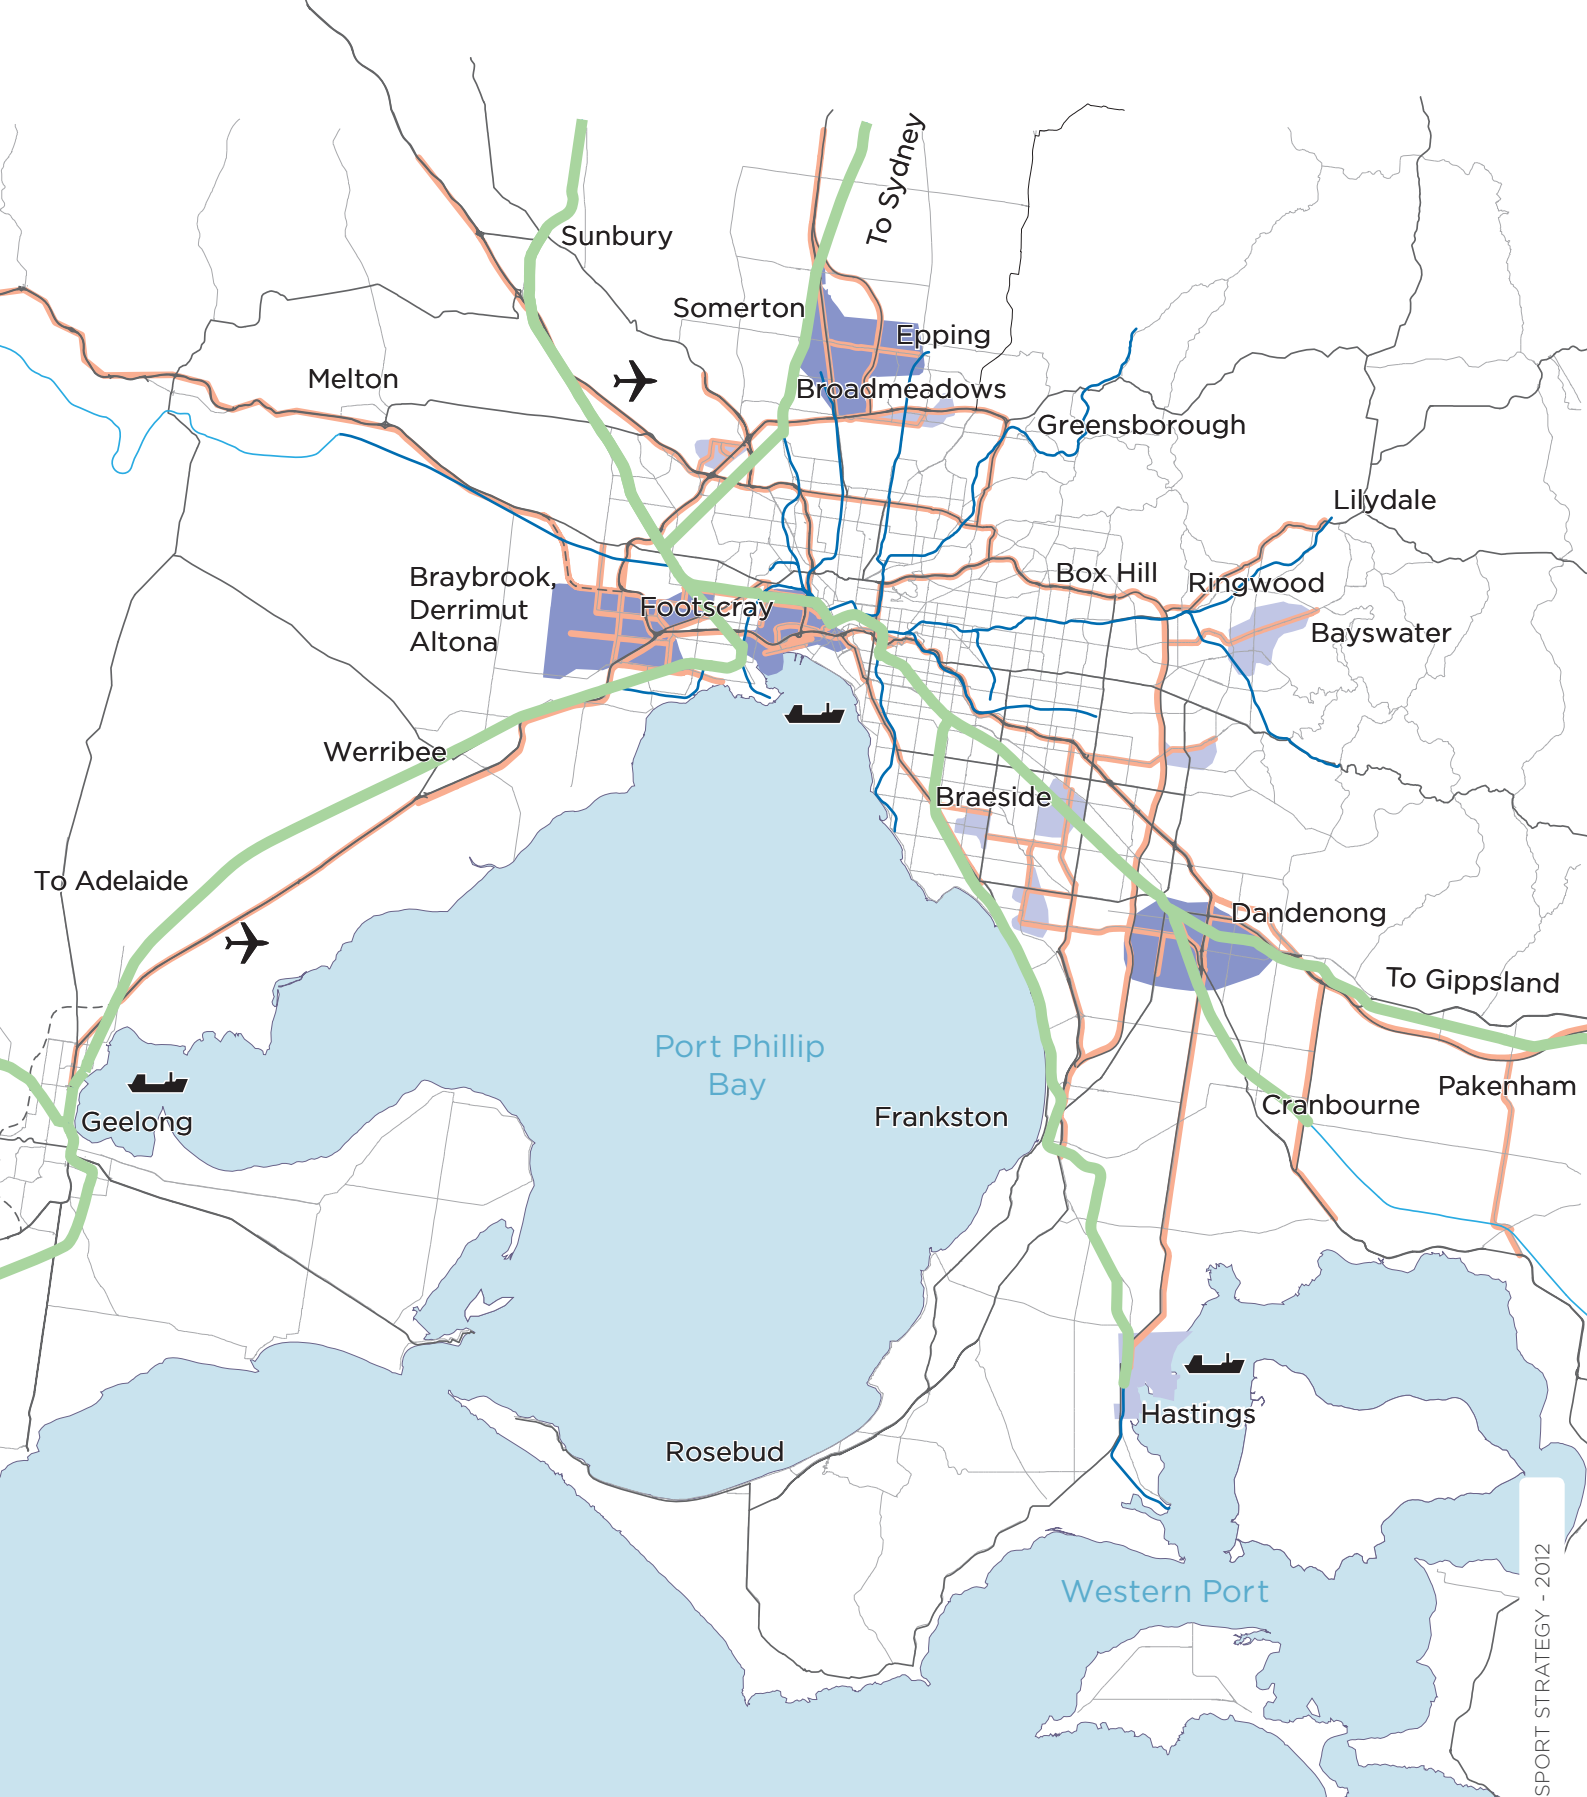 To Sydney
Sunbury
Somerton
Epping
Melton
Broadmeadows
Greensborough
Lilydale
Braybrook,
Derrimut
Altona
Box Hill
Ringwood
Footscray
Bayswater
Werribee
Braeside
To Adelaide
Dandenong
To Gippsland
Port Phillip
Bay
Pakenham
Cranbourne
Geelong
Frankston
Hastings
Rosebud
Western Port
SPORT STRATEGY - 2012